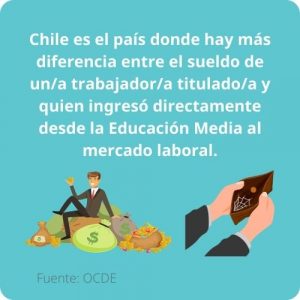 Chile es el país donde hay más
diferencia entre el sueldo de
un/a trabajador/a titulado/a y
quien ingresó directamente
desde la Educación Media al
mercado laboral.
Fuente: OCDE